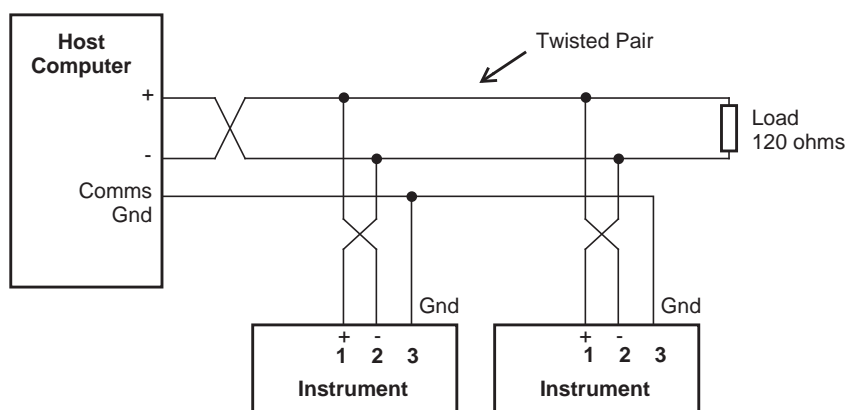 Host
Computer
Twisted Pair
+
-
Load
120 ohms
Comms
Gnd
Gnd
Gnd
+ -
1 2 3
+ -
1 2 3
Instrument
Instrument